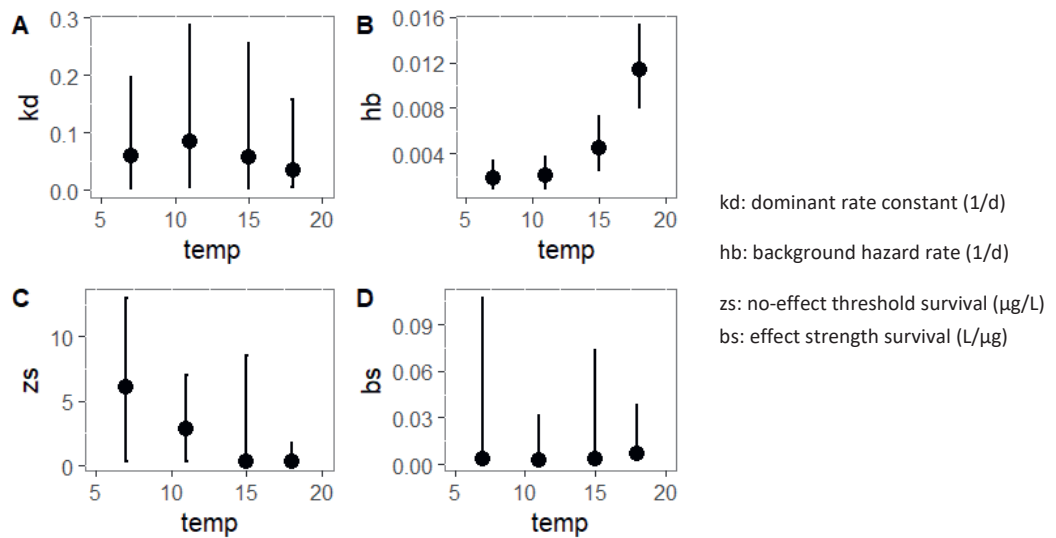 A
0.3
0.2
0.1
0.0
kd
5 10 15 20
temp
B
0.016
0.012
0.008
0.004
hb
5 10 15 20
temp
C
10
5
0
zs
5 10 15 20
temp
D
0.09
0.06
0.03
0.00
bs
5 10 15 20
temp
kd: dominant rate constant (1/d)
hb: background hazard rate (1/d)
zs: no-effect threshold survival (µg/L)
bs: effect strength survival (L/µg)